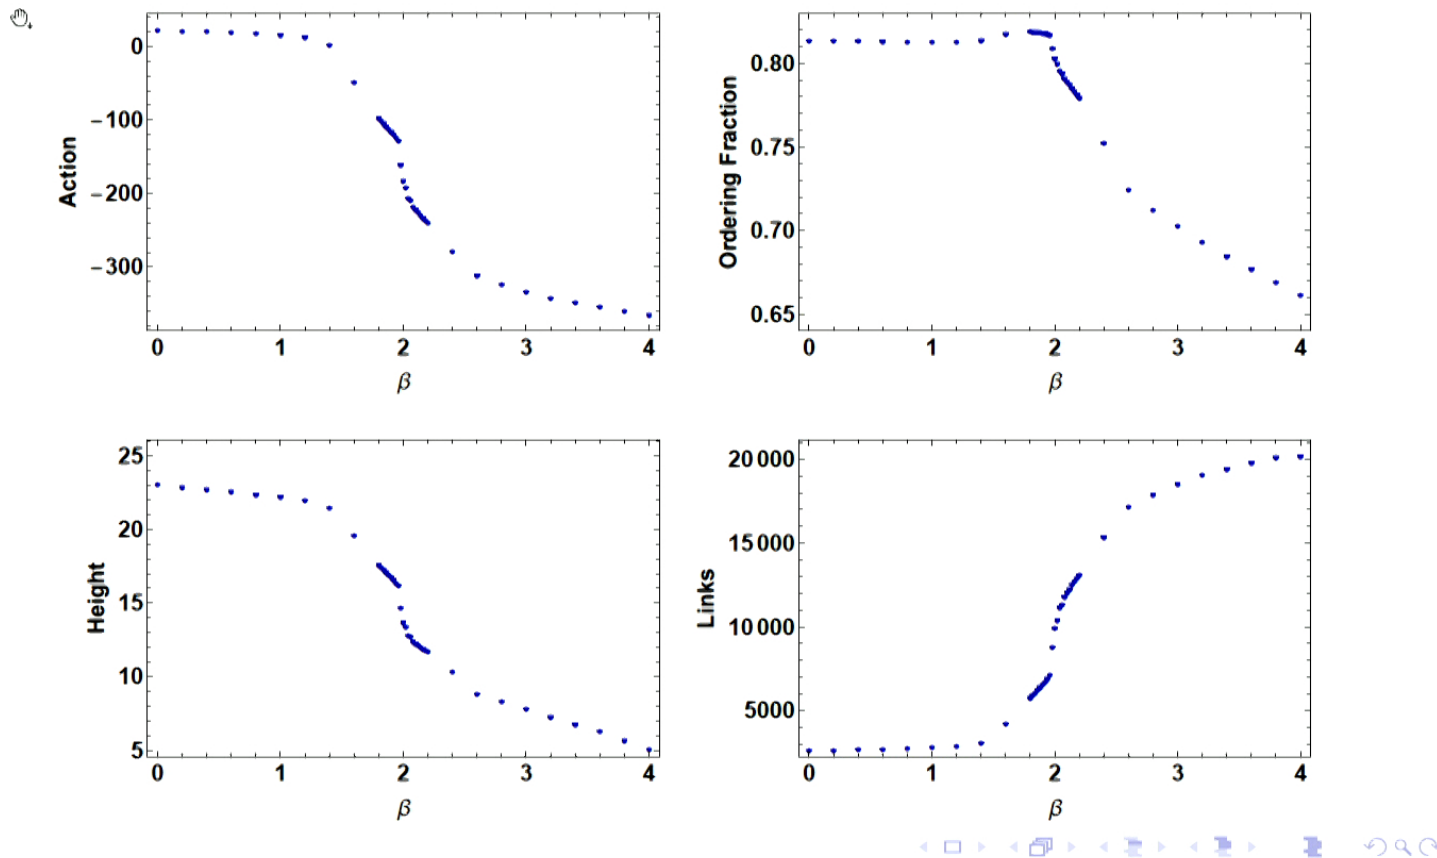 0
−100
−200
−300
Action
0 1 2 3 4
β
0.80
0.75
0.70
0.65
Ordering Fraction
0 1 2 3 4
β
25
20
15
10
5
Height
0 1 2 3 4
β
20 000
15 000
10 000
5000
Links
0 1 2 3 4
β